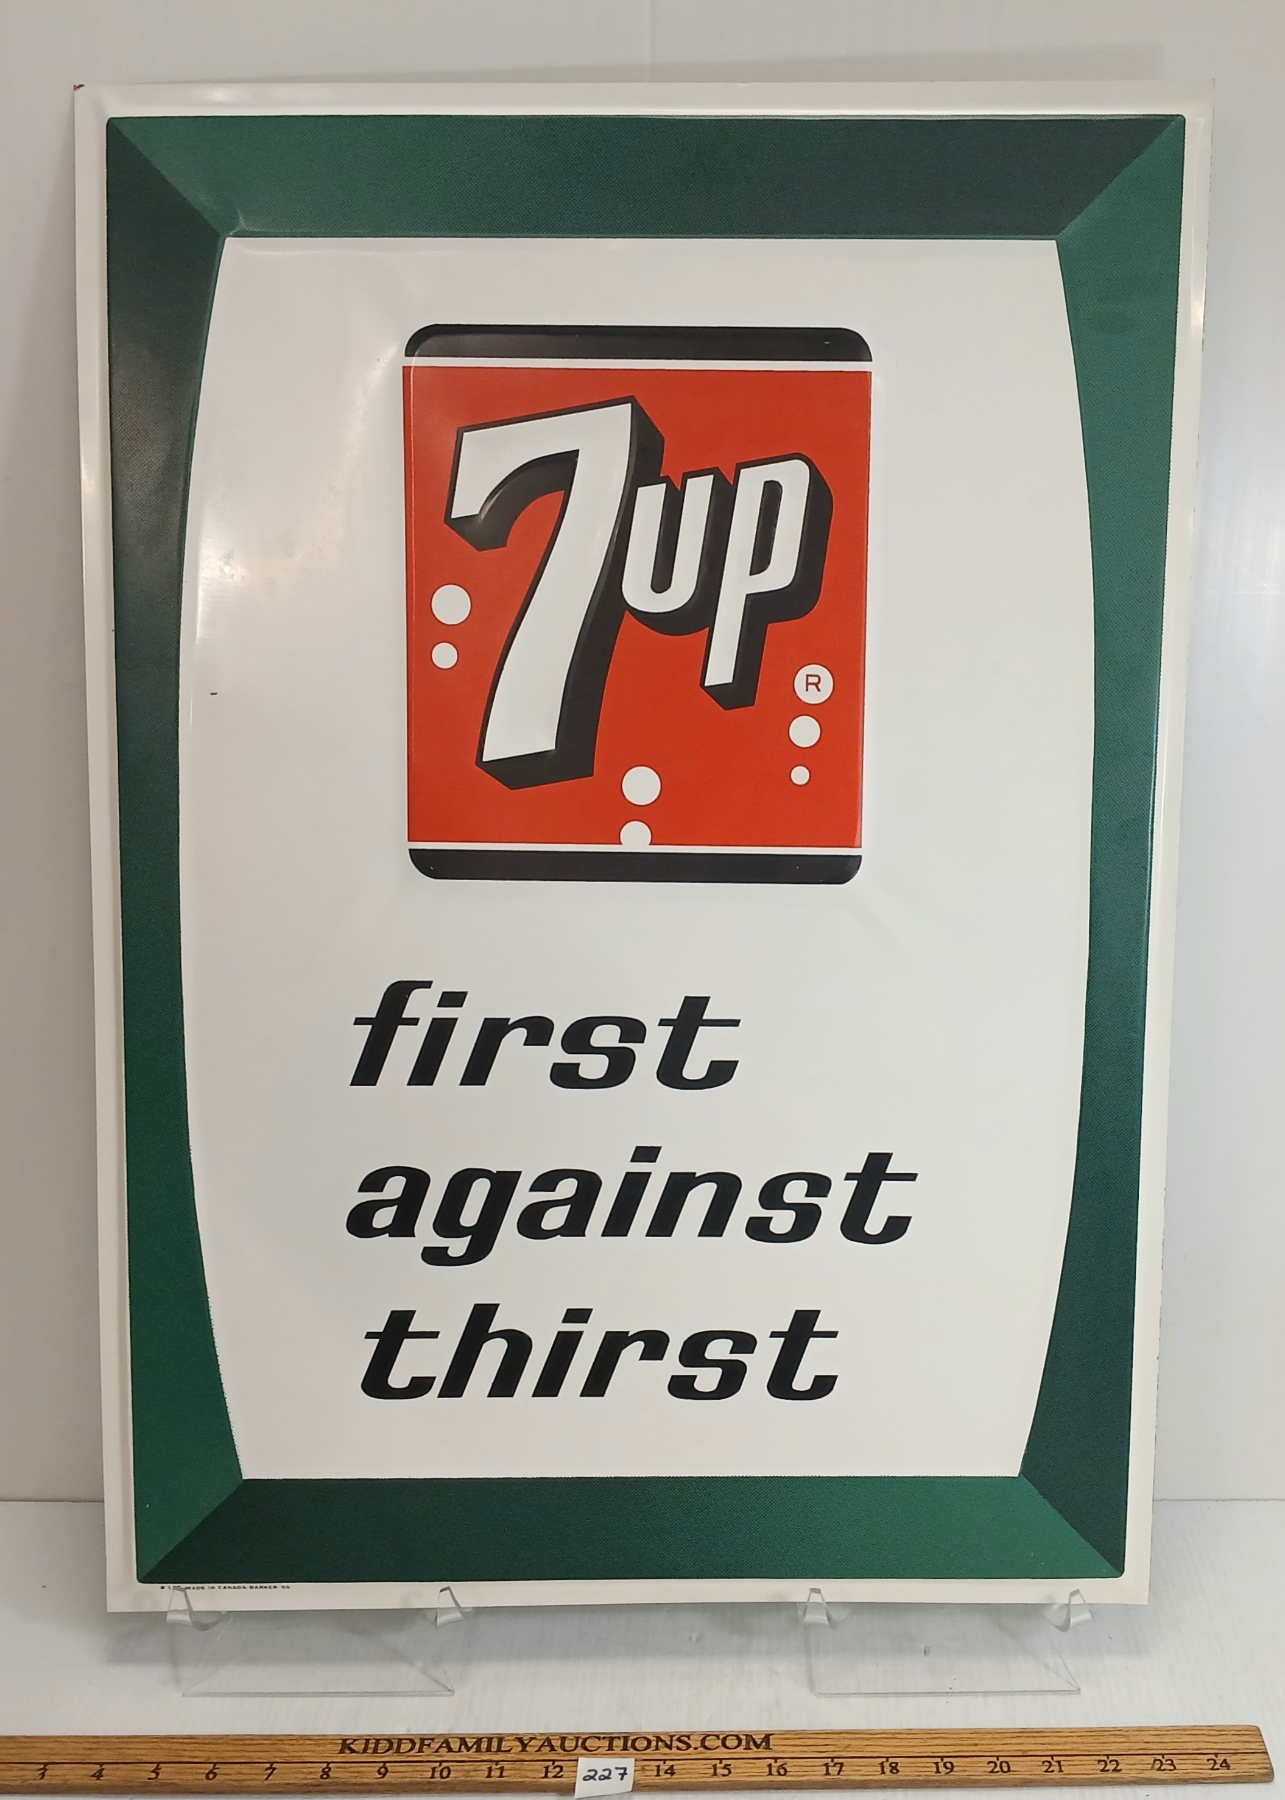 7up
R
first
against
thirst
MADE IN CANADA BARKER
KIDDFAMILYAUCTIONS.COM
3 4 5 6 7 8 9 10 11 12 14 15 16 17 18 19 20 21 22 23 24
227